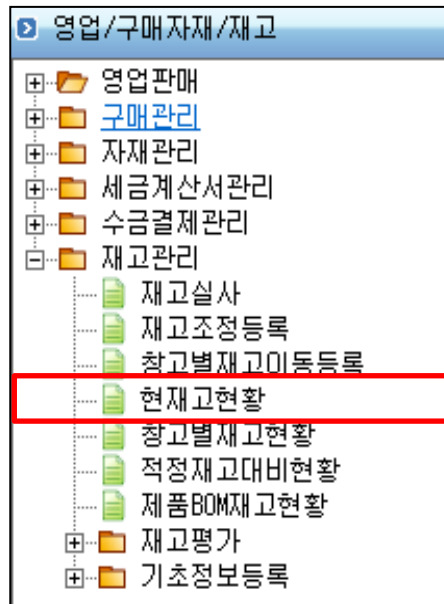 영업/구매자재/재고
영업판매
구매관리
자재관리
세금계산서관리
수금결제관리
재고관리
재고실사
재고조정등록
창고별재고이동등록
현재고현황
창고별재고현황
적정재고대비현황
제품BOM재고현황
재고평가
기초정보등록